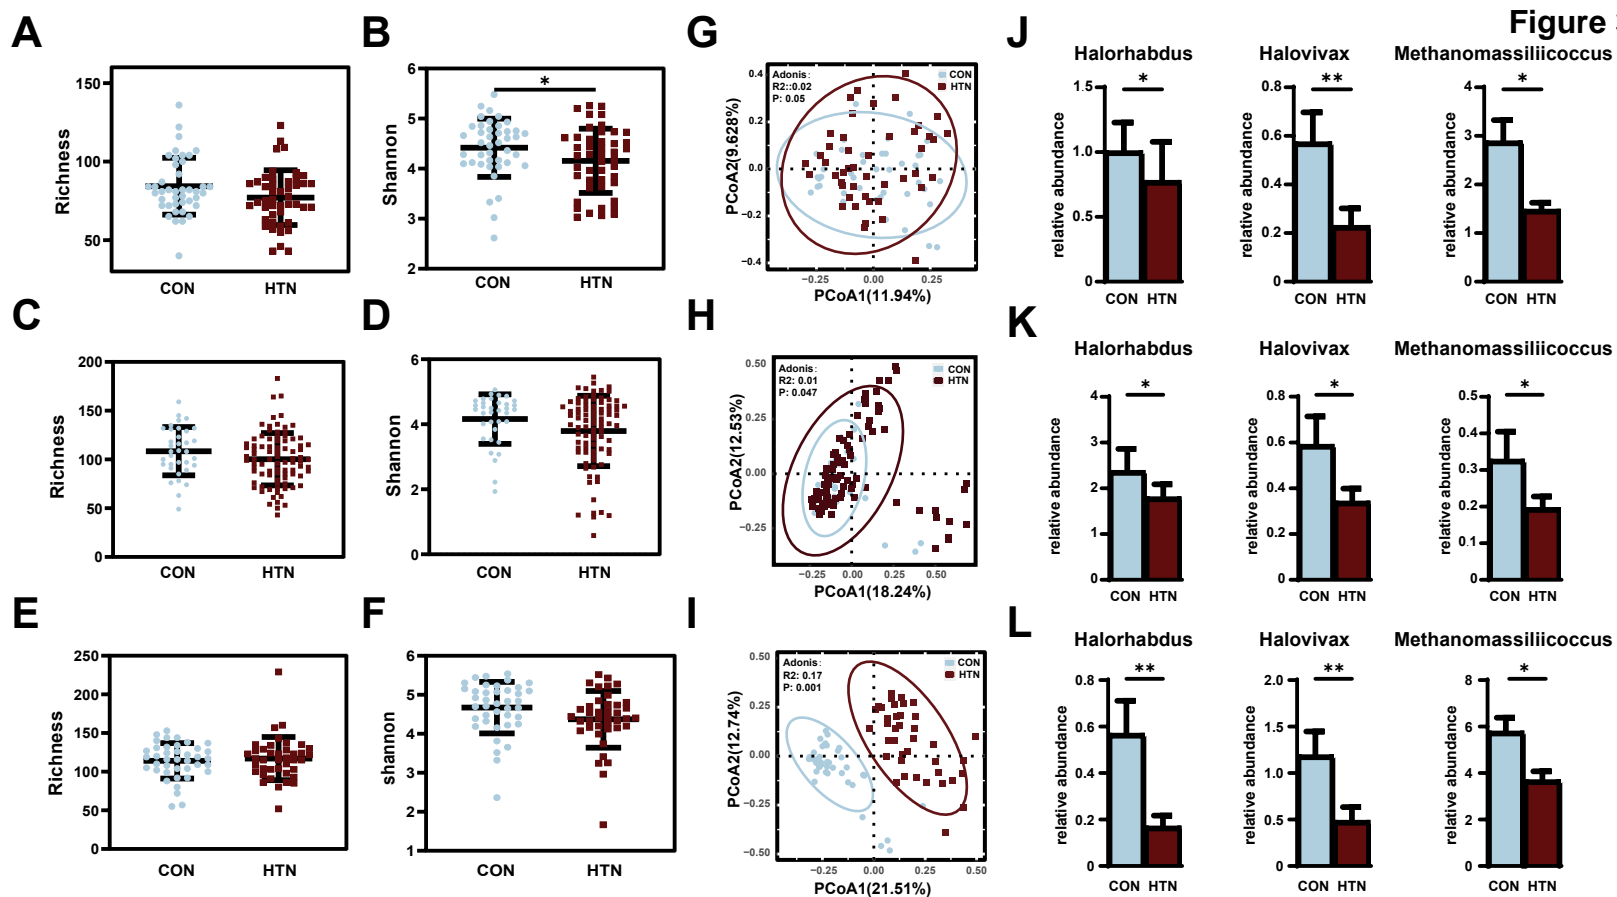 Figure
A
Richness
150
100
50
CON
HTN
B
Shannon
6
5
4
3
2
*
CON
HTN
G
Adonis:
R2::0.02
P: 0.05
CON
HTN
PCoA2(9.628%)
0.4
0.2
0.0
−0.2
−0.4
−0.25
0.00
0.25
PCoA1(11.94%)
J
Halorhabdus
relative abundance
1.5
1.0
0.5
0
*
CON HTN
Halovivax
relative abundance
0.8
0.6
0.4
0.2
0
**
CON HTN
Methanomassiliicoccus
relative abundance
4
3
2
1
0
*
CON HTN
C
Richness
200
150
100
50
0
CON
HTN
D
Shannon
6
4
2
0
CON
HTN
H
Adonis:
R2: 0.01
P: 0.047
CON
HTN
PCoA2(12.53%)
0.50
0.25
0.00
−0.25
−0.25
0.00
0.50
PCoA1(18.24%)
K
Halorhabdus
relative abundance
4
3
2
1
0
*
CON HTN
Halovivax
relative abundance
0.8
0.6
0.4
0.2
0
*
CON HTN
Methanomassiliicoccus
relative abundance
0.5
0.4
0.3
0.2
0.1
0
*
CON HTN
E
Richness
250
200
150
100
50
0
CON
HTN
F
shannon
6
5
4
3
2
1
CON
HTN
I
Adonis:
R2: 0.17
P: 0.001
CON
HTN
PCoA2(12.74%)
0.50
0.25
0.00
−0.25
−0.50
−0.25
0.00
0.25
0.50
PCoA1(21.51%)
L
Halorhabdus
relative abundance
0.8
0.6
0.4
0.2
0
**
CON HTN
Halovivax
relative abundance
2.0
1.5
1.0
0.5
0
**
CON HTN
Methanomassiliicoccus
relative abundance
8
6
4
2
0
*
CON HTN